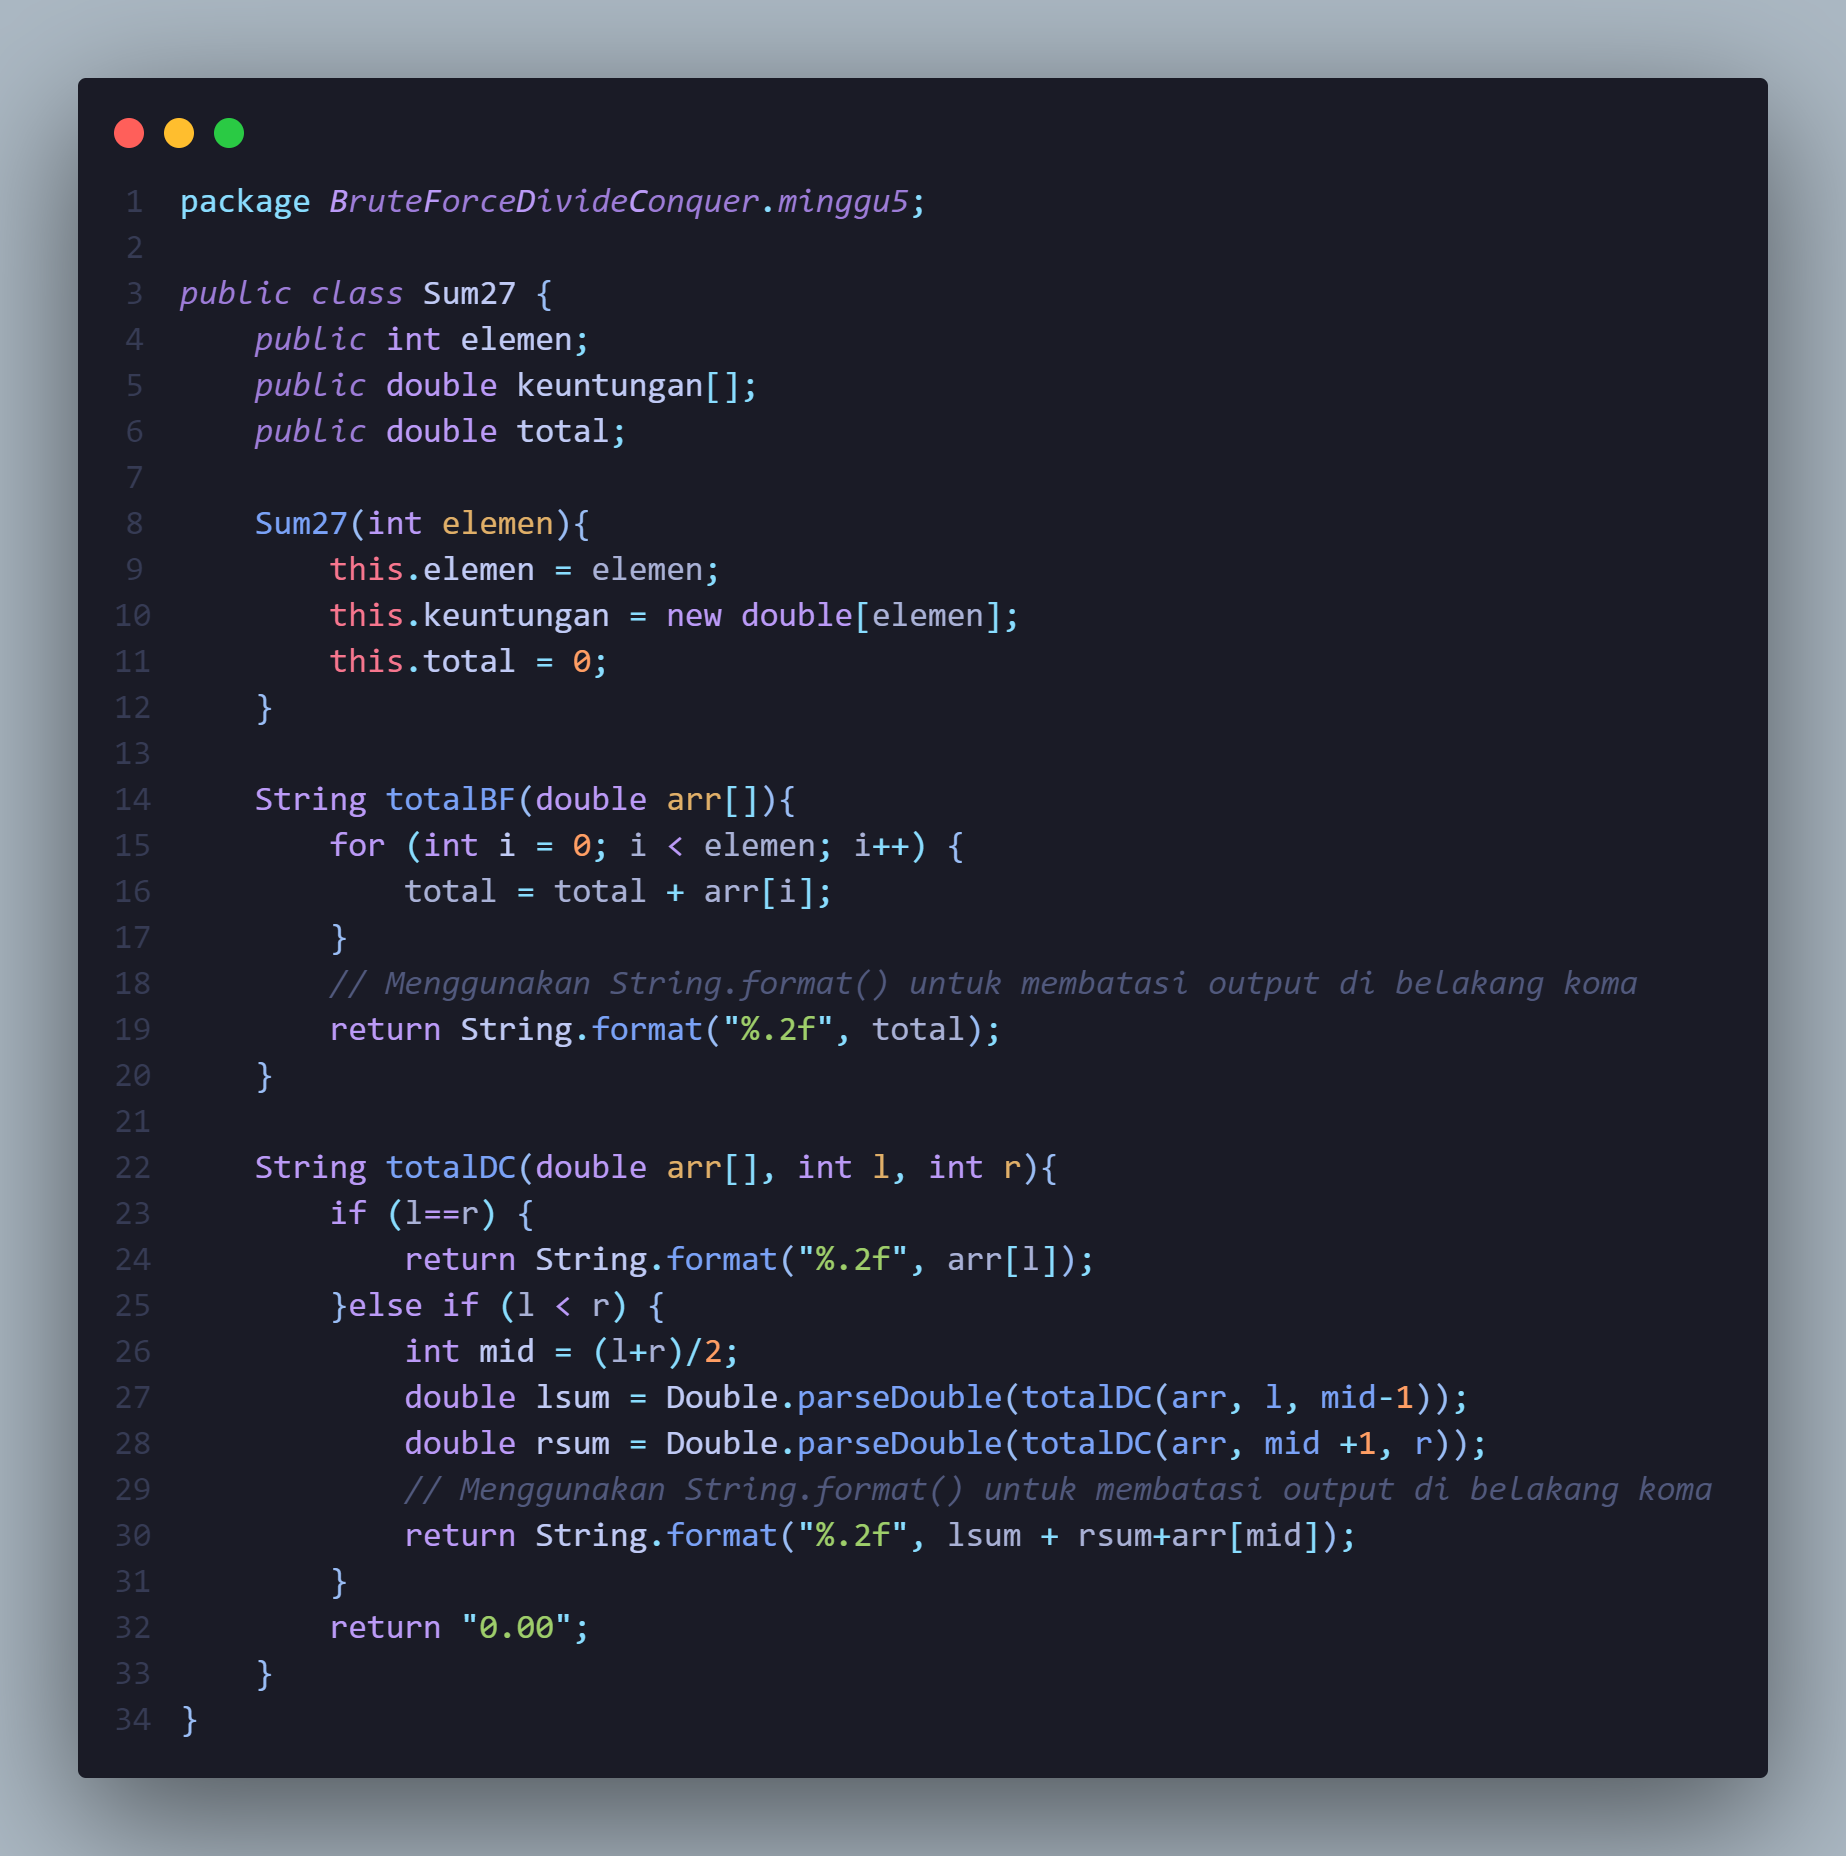 1 package BruteForceDivideConquer.minggu5;
2
3 public class Sum27 {
4     public int elemen;
5     public double keuntungan[];
6     public double total;
7
8     Sum27(int elemen){
9         this.elemen = elemen;
10         this.keuntungan = new double[elemen];
11         this.total = 0;
12     }
13
14     String totalBF(double arr[]){
15         for (int i = 0; i < elemen; i++) {
16             total = total + arr[i];
17         }
18         // Menggunakan String.format() untuk membatasi output di belakang koma
19         return String.format("%.2f", total);
20     }
21
22     String totalDC(double arr[], int l, int r){
23         if (l==r) {
24             return String.format("%.2f", arr[l]);
25         }else if (l < r) {
26             int mid = (l+r)/2;
27             double lsum = Double.parseDouble(totalDC(arr, l, mid-1));
28             double rsum = Double.parseDouble(totalDC(arr, mid +1, r));
29             // Menggunakan String.format() untuk membatasi output di belakang koma
30             return String.format("%.2f", lsum + rsum+arr[mid]);
31         }
32         return "0.00";
33     }
34 }